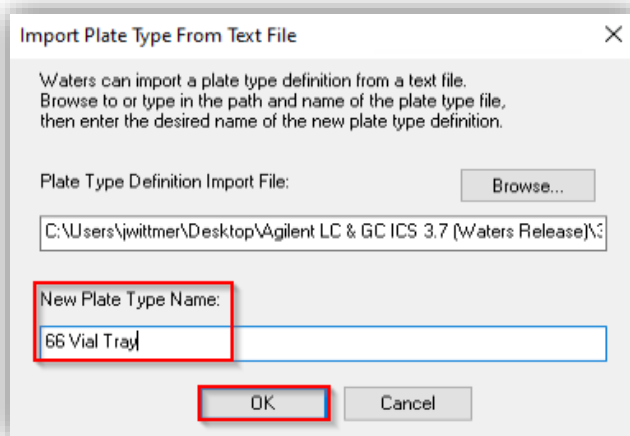 Import Plate Type From Text File
Waters can import a plate type definition from a text file.
Browse to or type in the path and name of the plate type file,
then enter the desired name of the new plate type definition.
Plate Type Definition Import File:
Browse...
C:\Users\jwittmer\Desktop\Agilent LC & GC ICS 3.7 (Waters Release)\
New Plate Type Name:
66 Vial Tray
OK
Cancel